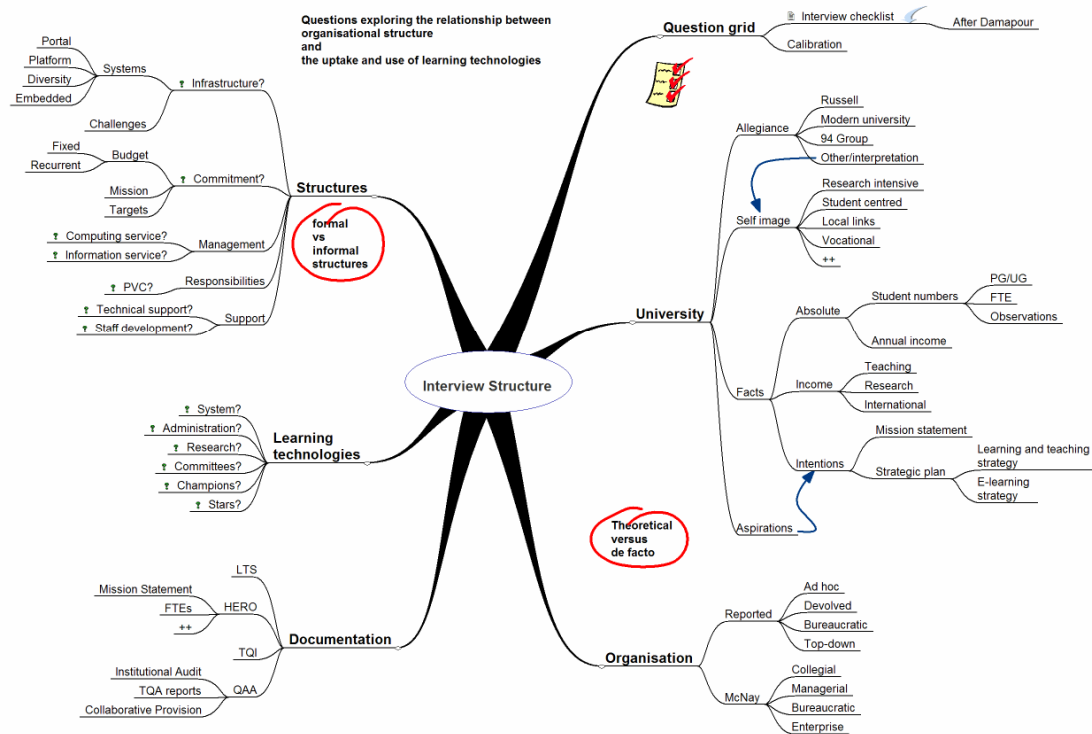 Questions exploring the relationship between
organisational structure
and
the uptake and use of learning technologies
Interview Structure
Question grid
Interview checklist
After Damapour
Calibration
University
Allegiance
Russell
Modern university
94 Group
Other/interpretation
Self image
Research intensive
Student centred
Local links
Vocational
++
Facts
Absolute
Student numbers
PG/UG
FTE
Observations
Annual income
Income
Teaching
Research
International
Intentions
Mission statement
Strategic plan
Learning and teaching
strategy
E-learning
strategy
Aspirations
Theoretical
versus
de facto
Organisation
Reported
Ad hoc
Devolved
Bureaucratic
Top-down
McNay
Collegial
Managerial
Bureaucratic
Enterprise
Structures
formal
vs
informal
structures
? Infrastructure?
Systems
Portal
Platform
Diversity
Embedded
Challenges
? Commitment?
Budget
Fixed
Recurrent
Mission
Targets
Management
? Computing service?
? Information service?
Responsibilities
? PVC?
Support
? Technical support?
? Staff development?
Learning
technologies
? System?
? Administration?
? Research?
? Committees?
? Champions?
? Stars?
Documentation
LTS
HERO
Mission Statement
FTEs
++
TQI
QAA
Institutional Audit
TQA reports
Collaborative Provision